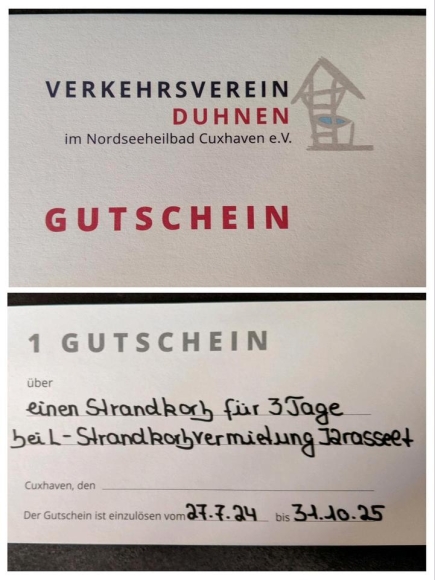 VERKEHRSVEREIN
DUHNEN
im Nordseeheilbad Cuxhaven e.V.
GUTSCHEIN
1 GUTSCHEIN
über
einen Strandkorb für 3 Tage
bei L-Strandkorbvermietung Tarasseet
Cuxhaven, den
Der Gutschein ist einzulösen vom 27.7.24 bis 31.10.25